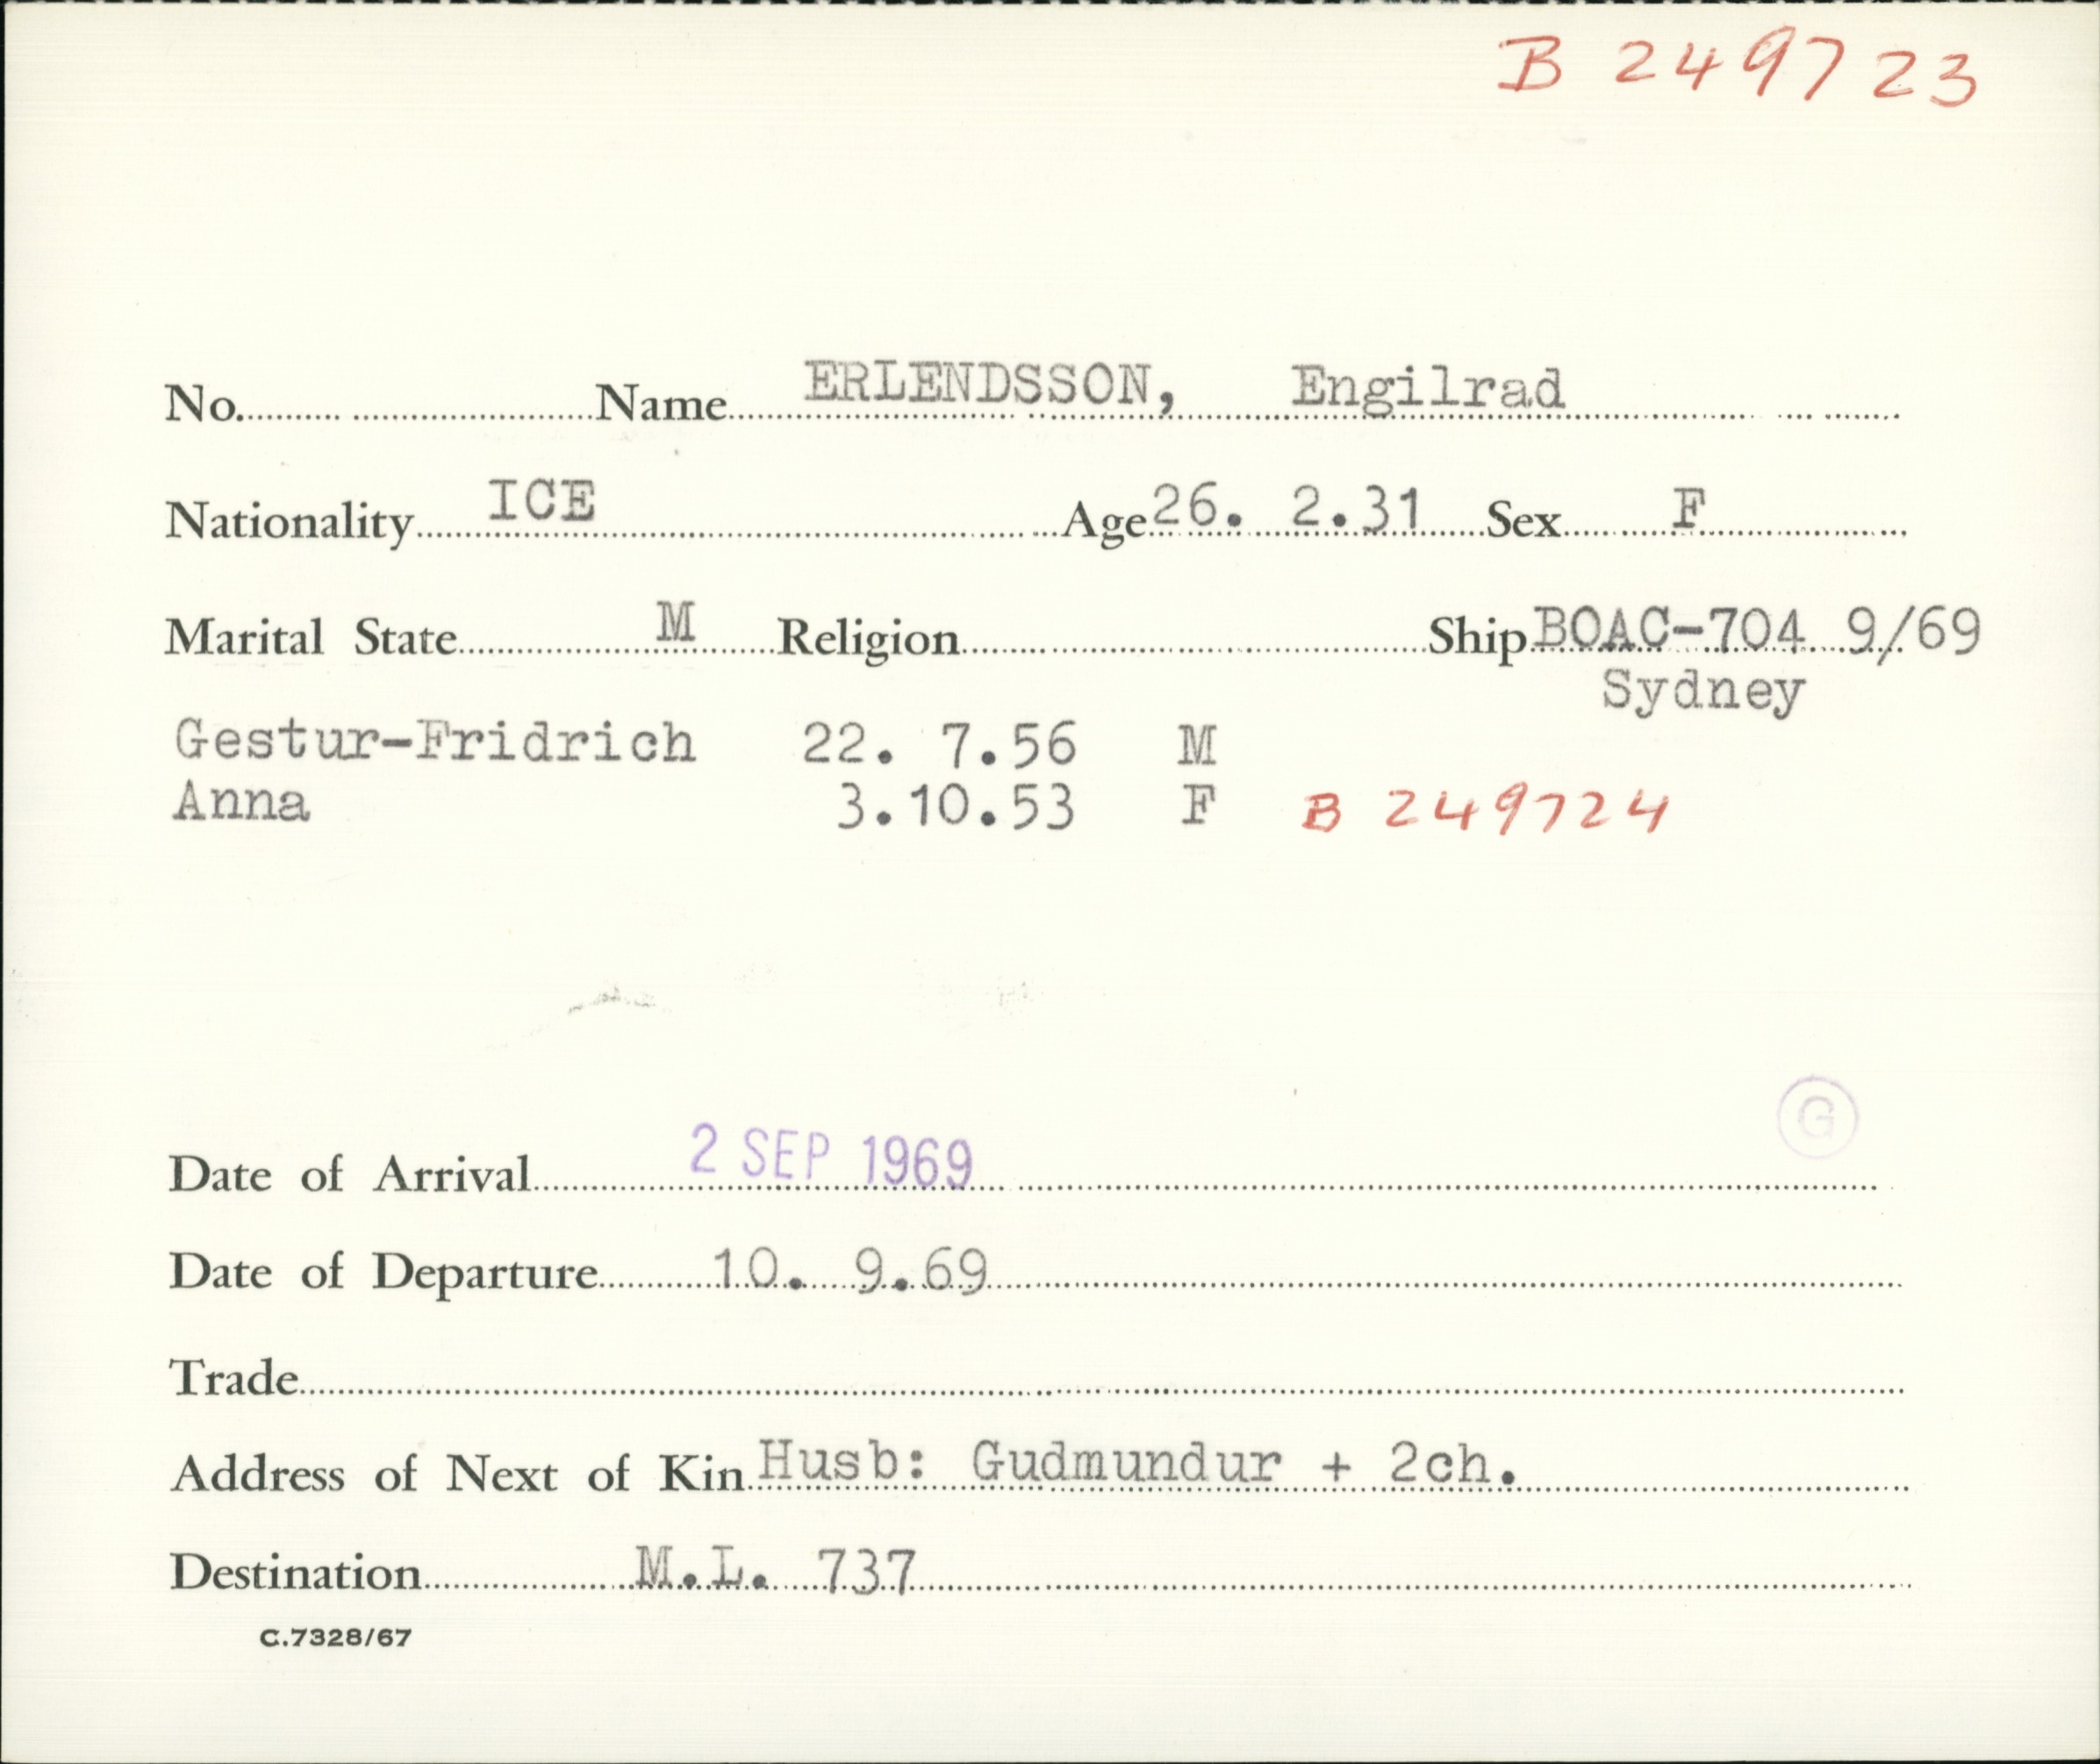 B 249723
No. Name ERLENDSSON, Engilrad
Nationality ICE Age 26. 2.31 Sex F
Marital State M Religion Ship BOAC-704 9/69
Sydney
Gestur-Fridrich 22. 7.56 M
Anna 3.10.53 F B 249724
G
Date of Arrival 2 SEP 1969
Date of Departure 10. 9.69
Trade
Address of Next of Kin Husb: Gudmundur + 2ch.
Destination M.L. 737
C.7328/67